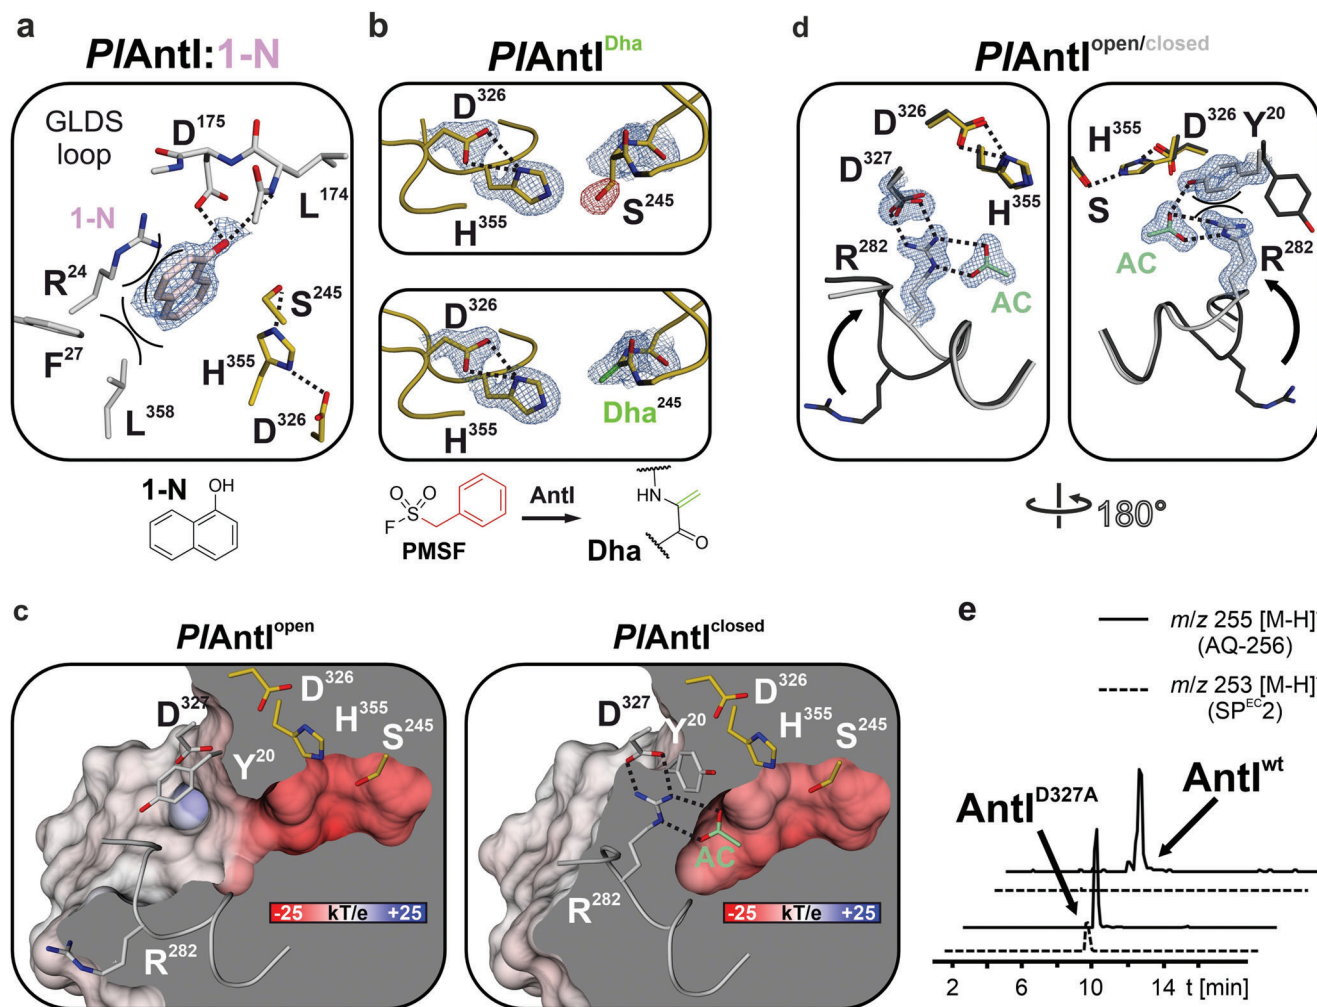 a
PlAntI:1-N
GLDS
loop
D175
L174
1-N
R24
S245
F27
H355
L358
D326
1-N
OH
b
PlAntIDha
D326
H355
S245
D326
H355
Dha245
O
O
S
F
PMSF
AntI
HN
O
Dha
d
PlAntIopen/closed
D326
D327
H355
R282
AC
H355
D326
Y20
S
AC
R282
180°
c
PlAntIopen
D327
D326
H355
Y20
S245
R282
-25 kT/e +25
PlAntIclosed
D326
D327
Y20
H355
S245
AC
R282
-25 kT/e +25
e
m/z 255 [M-H]-
(AQ-256)
m/z 253 [M-H]-
(SPEC2)
AntID327A
AntIwt
2 6 10 14 t [min]